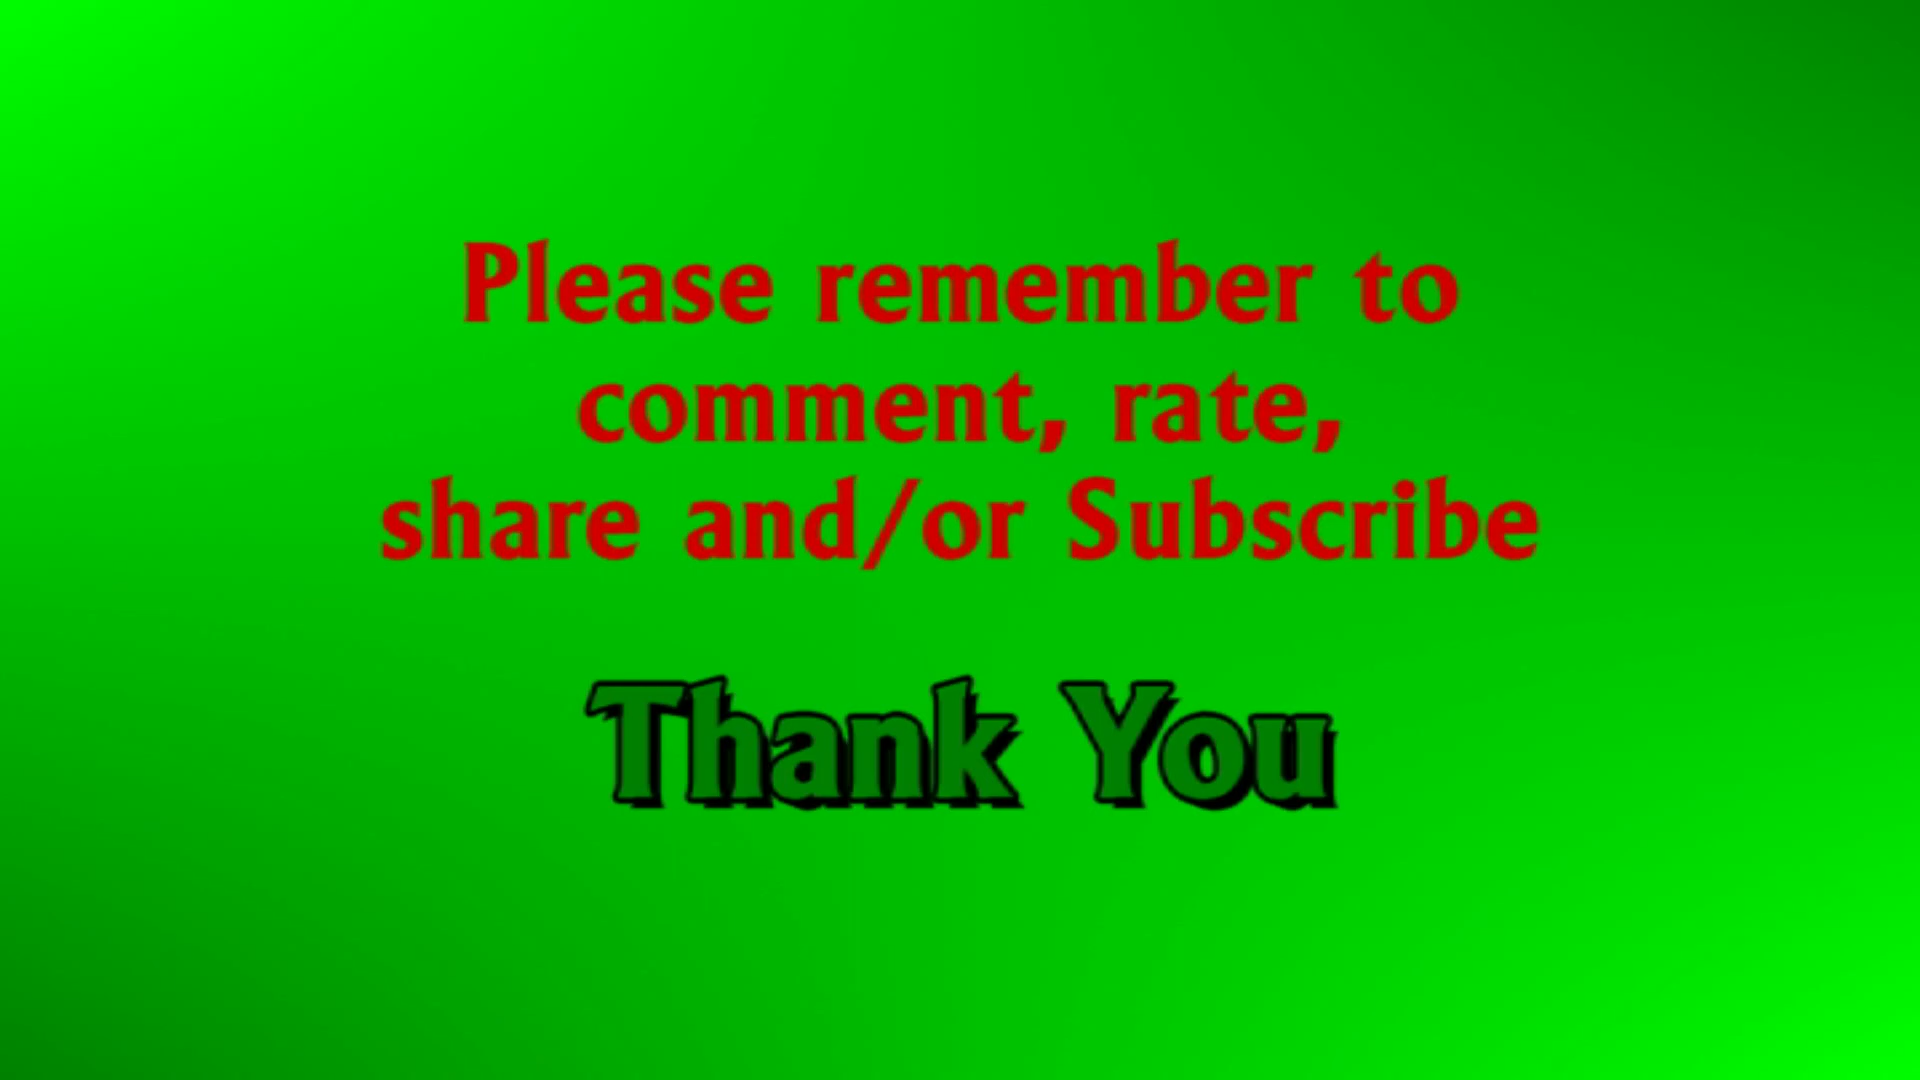 Please remember to
comment, rate,
share and/or Subscribe
Thank You